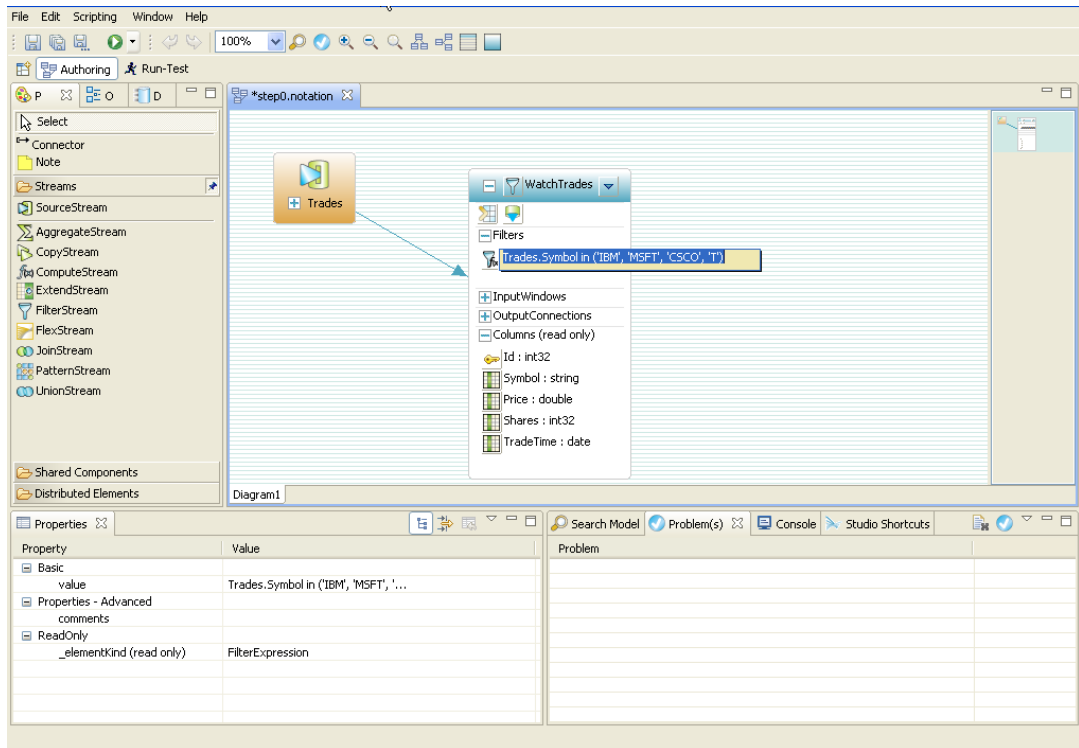 File Edit Scripting Window Help
100%
Authoring Run-Test
P O D *step0.notation
Select
Connector
Note
Streams
SourceStream
AggregateStream
CopyStream
ComputeStream
ExtendStream
FilterStream
FlexStream
JoinStream
PatternStream
UnionStream
Shared Components
Distributed Elements
Trades
WatchTrades
Filters
Trades.Symbol in ('IBM', 'MSFT', 'CSCO', 'T')
InputWindows
OutputConnections
Columns (read only)
Id : int32
Symbol : string
Price : double
Shares : int32
TradeTime : date
Diagram1
Properties
Property Value
Basic
value Trades.Symbol in ('IBM', 'MSFT', '...
Properties - Advanced
comments
ReadOnly
_elementKind (read only) FilterExpression
Search Model Problem(s) Console Studio Shortcuts
Problem